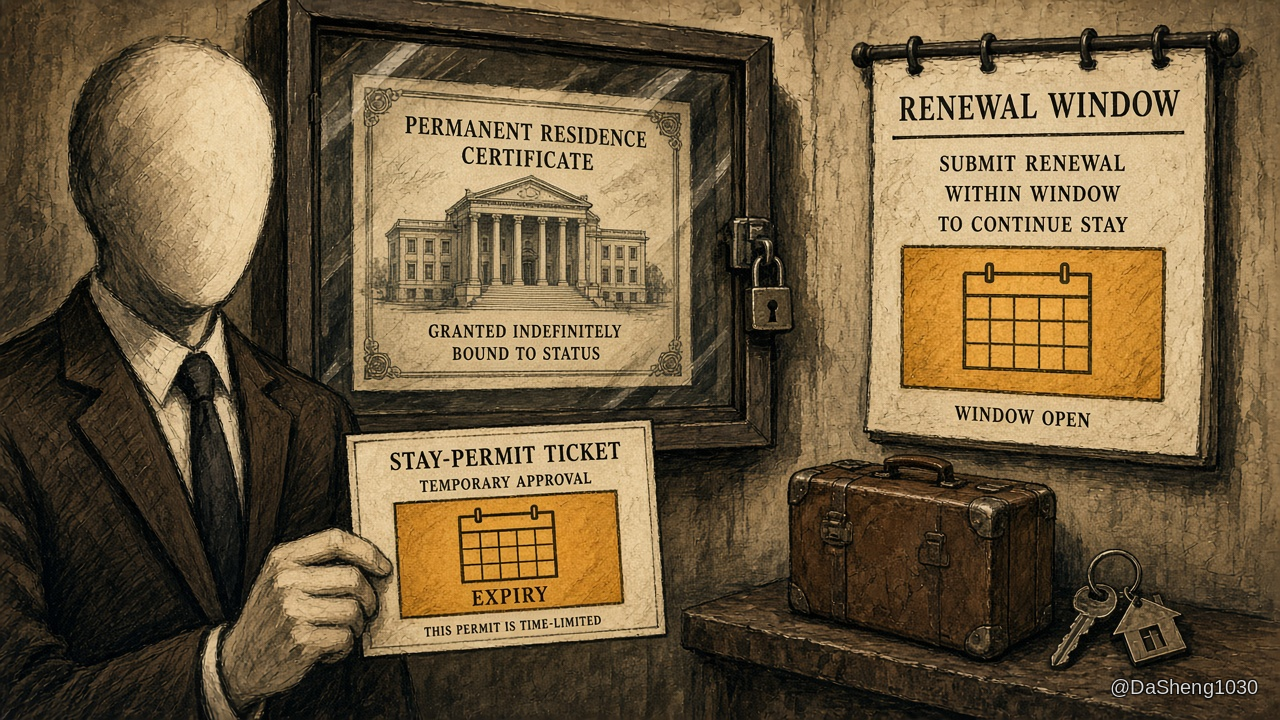 PERMANENT RESIDENCE
CERTIFICATE
GRANTED INDEFINITELY
BOUND TO STATUS
RENEWAL WINDOW
SUBMIT RENEWAL
WITHIN WINDOW
TO CONTINUE STAY
WINDOW OPEN
STAY-PERMIT TICKET
TEMPORARY APPROVAL
EXPIRY
THIS PERMIT IS TIME-LIMITED
@DaSheng1030